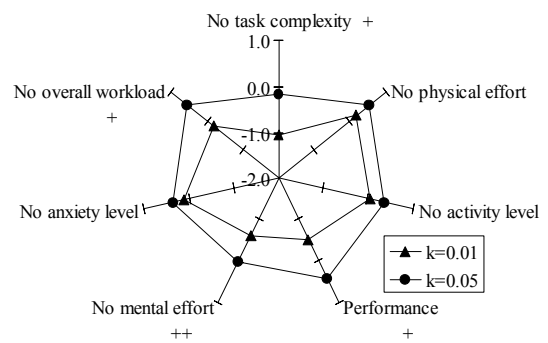 No task complexity +
1.0
0.0
No overall workload
+
No physical effort
-1.0
-2.0
No anxiety level
No activity level
k=0.01
k=0.05
No mental effort
++
Performance
+